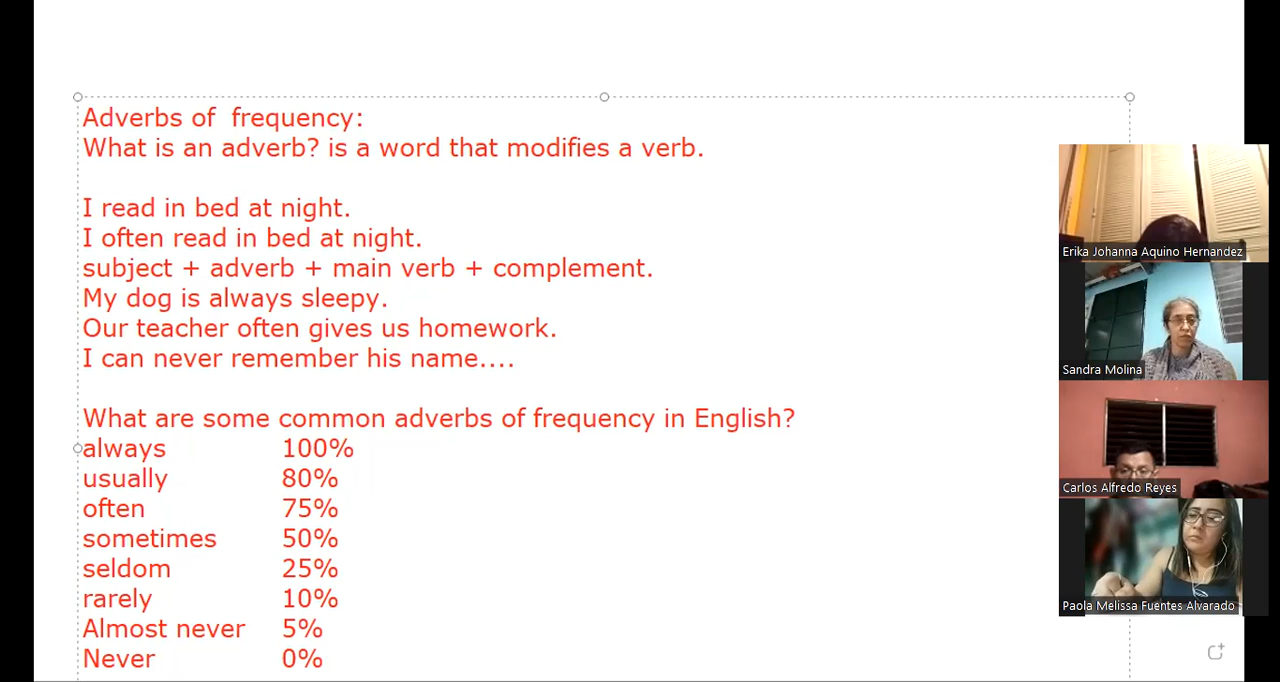 Adverbs of frequency:
What is an adverb? is a word that modifies a verb.
I read in bed at night.
I often read in bed at night.
subject + adverb + main verb + complement.
My dog is always sleepy.
Our teacher often gives us homework.
I can never remember his name....
What are some common adverbs of frequency in English?
always 100%
usually 80%
often 75%
sometimes 50%
seldom 25%
rarely 10%
Almost never 5%
Never 0%
Erika Johanna Aquino Hernandez
Sandra Molina
Carlos Alfredo Reyes
Paola Melissa Fuentes Alvarado